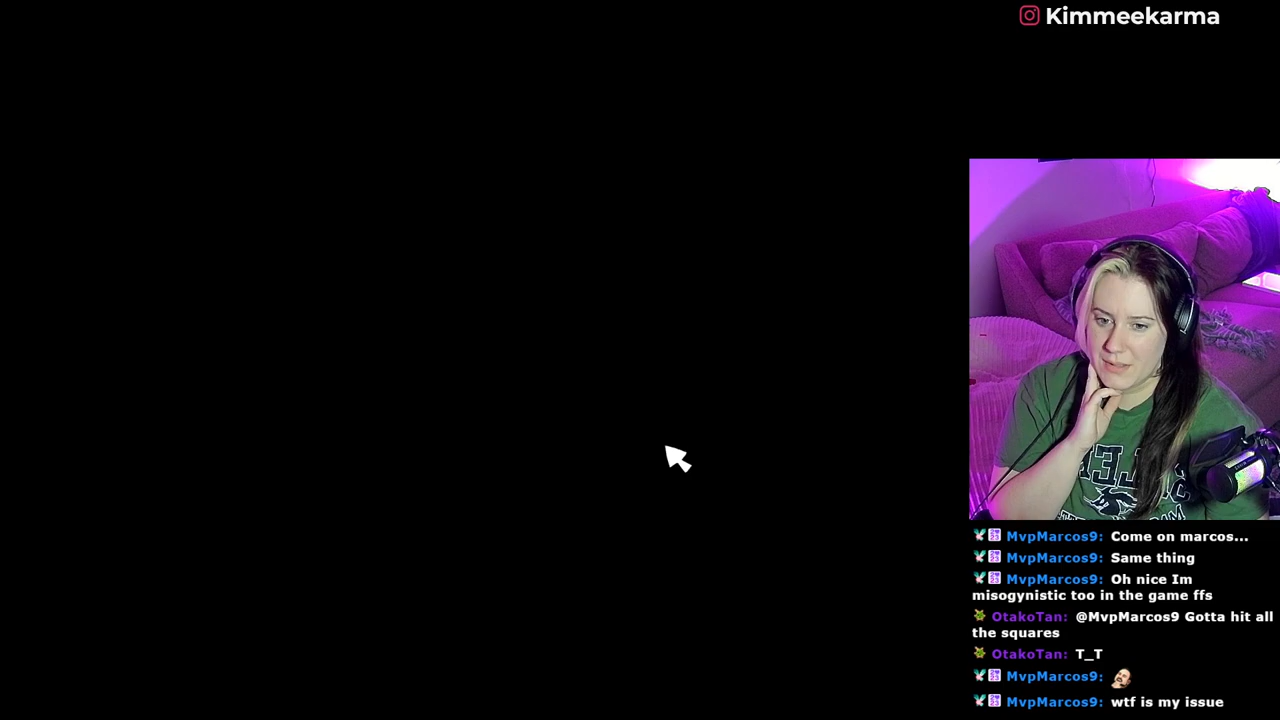 Kimmeekarma
MvpMarcos9: Come on marcos...
MvpMarcos9: Same thing
MvpMarcos9: Oh nice Im
misogynistic too in the game ffs
OtakoTan: @MvpMarcos9 Gotta hit all
the squares
OtakoTan: T_T
MvpMarcos9:
MvpMarcos9: wtf is my issue